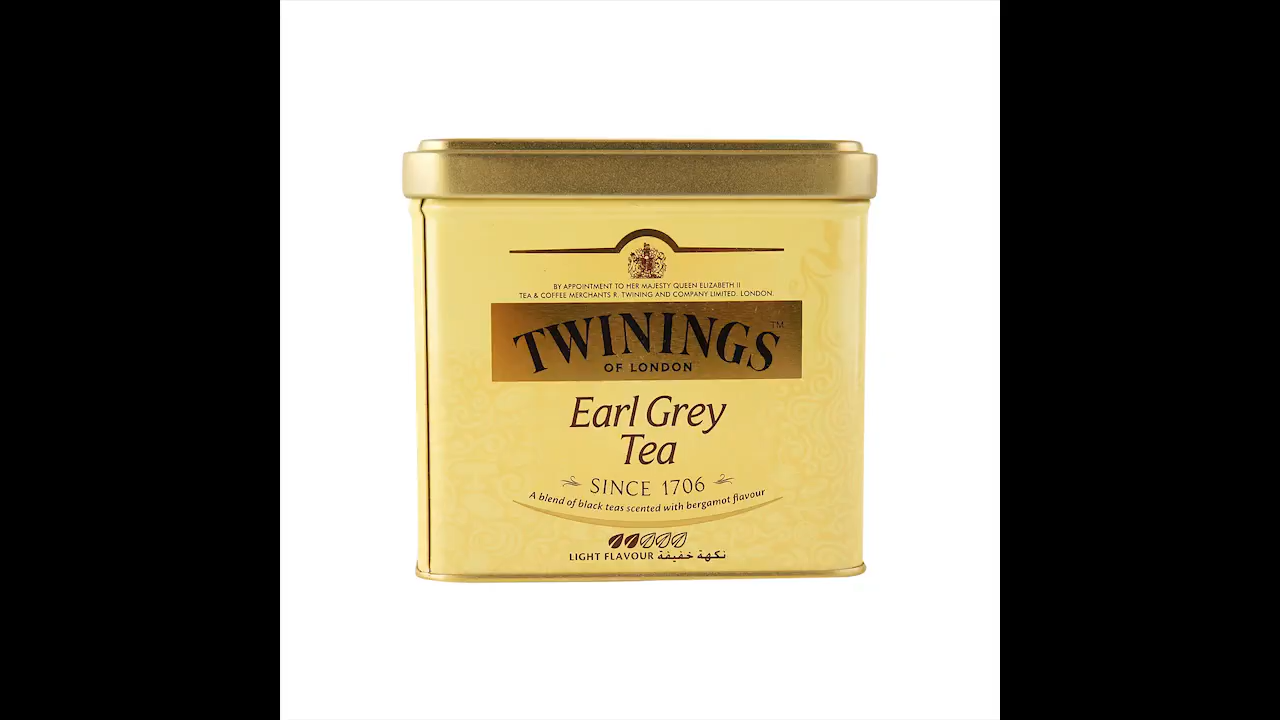 BY APPOINTMENT TO HER MAJESTY QUEEN ELIZABETH II
TEA & COFFEE MERCHANTS R. TWINING AND COMPANY LIMITED, LONDON.
TWININGS™
OF LONDON
Earl Grey
Tea
SINCE 1706
A blend of black teas scented with bergamot flavour
LIGHT FLAVOUR نكهة خفيفة